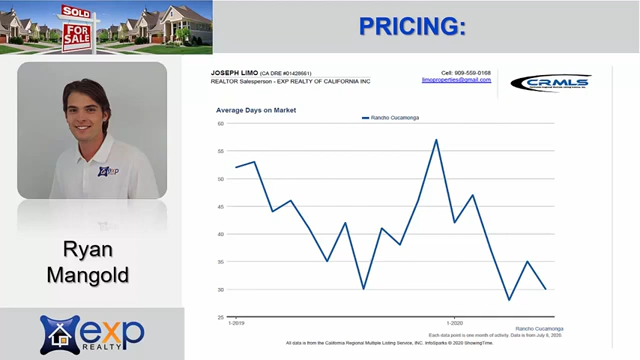 SOLD
FOR
SALE
PRICING:
JOSEPH LIMO (CA DRE #01428661)
REALTOR Salesperson - EXP REALTY OF CALIFORNIA INC
Cell: 909-559-0168
limoproperties@gmail.com
CRMLS
Average Days on Market
Rancho Cucamonga
60
55
50
45
40
35
30
25
1-2019
1-2020
Rancho Cucamonga
Each data point is one month of activity. Data is from July 6, 2020.
All data is from the California Regional Multiple Listing Service, INC. InfoSparks © 2020 ShowingTime.
exp
Ryan
Mangold
exp
REALTY